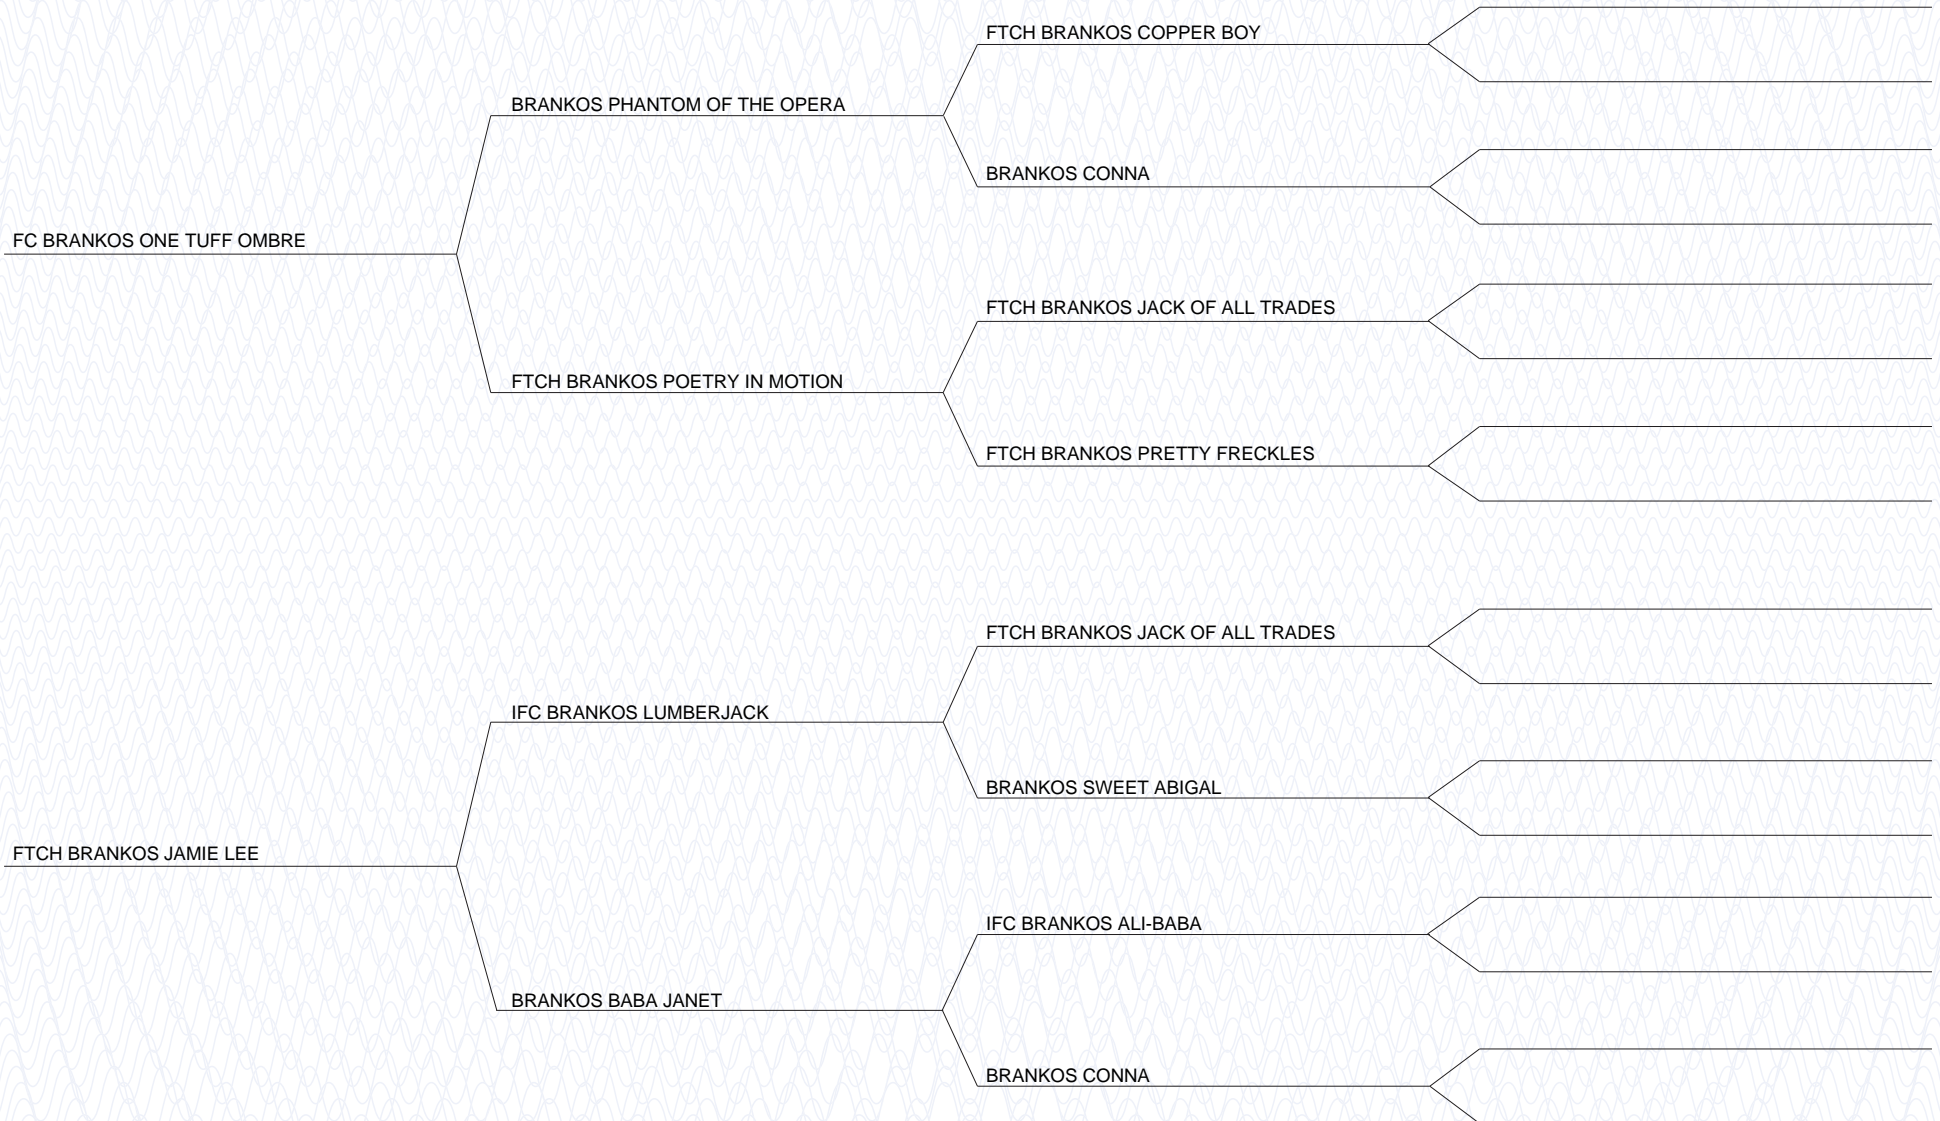 FTCH BRANKOS COPPER BOY
BRANKOS PHANTOM OF THE OPERA
BRANKOS CONNA
FC BRANKOS ONE TUFF OMBRE
FTCH BRANKOS JACK OF ALL TRADES
FTCH BRANKOS POETRY IN MOTION
FTCH BRANKOS PRETTY FRECKLES
FTCH BRANKOS JACK OF ALL TRADES
IFC BRANKOS LUMBERJACK
BRANKOS SWEET ABIGAL
FTCH BRANKOS JAMIE LEE
IFC BRANKOS ALI-BABA
BRANKOS BABA JANET
BRANKOS CONNA